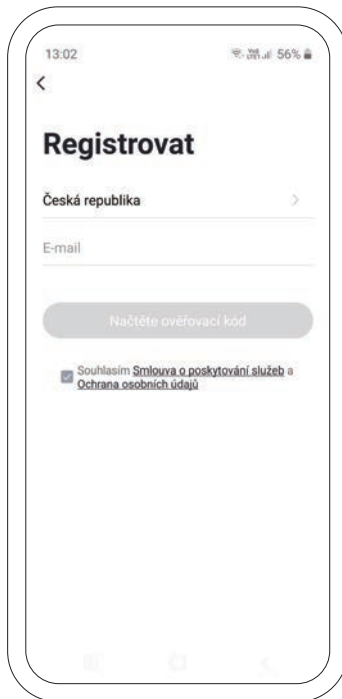 13:02
56%
Registrovat
Česká republika
E-mail
Načtěte ověřovací kód
Souhlasím Smlouva o poskytování služeb a
Ochrana osobních údajů